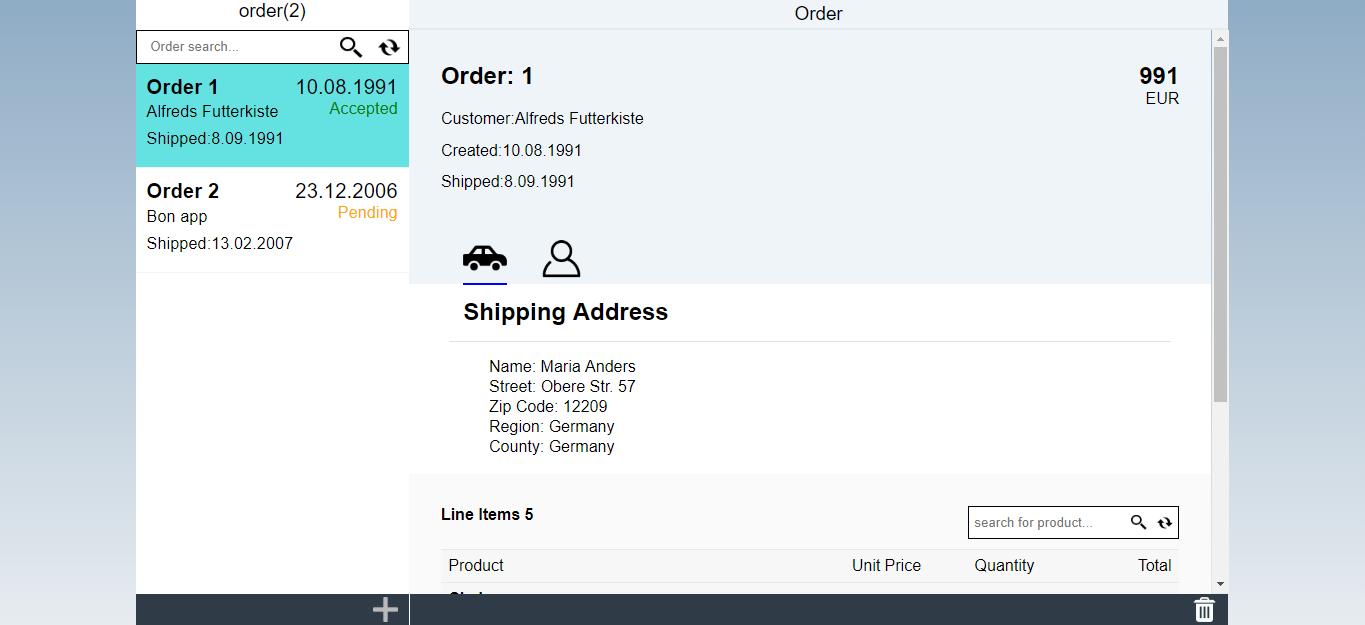 order(2)
Order search...
Order 1
10.08.1991
Alfreds Futterkiste
Accepted
Shipped:8.09.1991
Order 2
23.12.2006
Bon app
Pending
Shipped:13.02.2007
Order
Order: 1
991
EUR
Customer:Alfreds Futterkiste
Created:10.08.1991
Shipped:8.09.1991
Shipping Address
Name: Maria Anders
Street: Obere Str. 57
Zip Code: 12209
Region: Germany
County: Germany
Line Items 5
search for product...
Product Unit Price Quantity Total